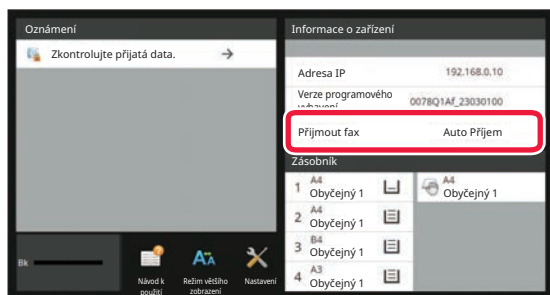 Oznámení
Zkontrolujte přijatá data.
Informace o zařízení
Adresa IP 192.168.0.10
Verze programového
vybavení 0078Q1Af_23030100
Přijmout fax Auto Příjem
Zásobník
1 A4
Obyčejný 1
A4
Obyčejný 1
2 A4
Obyčejný 1
3 B4
Obyčejný 1
4 A3
Obyčejný 1
Bk
Návod k
použití
Režim většího
zobrazení
Nastavení